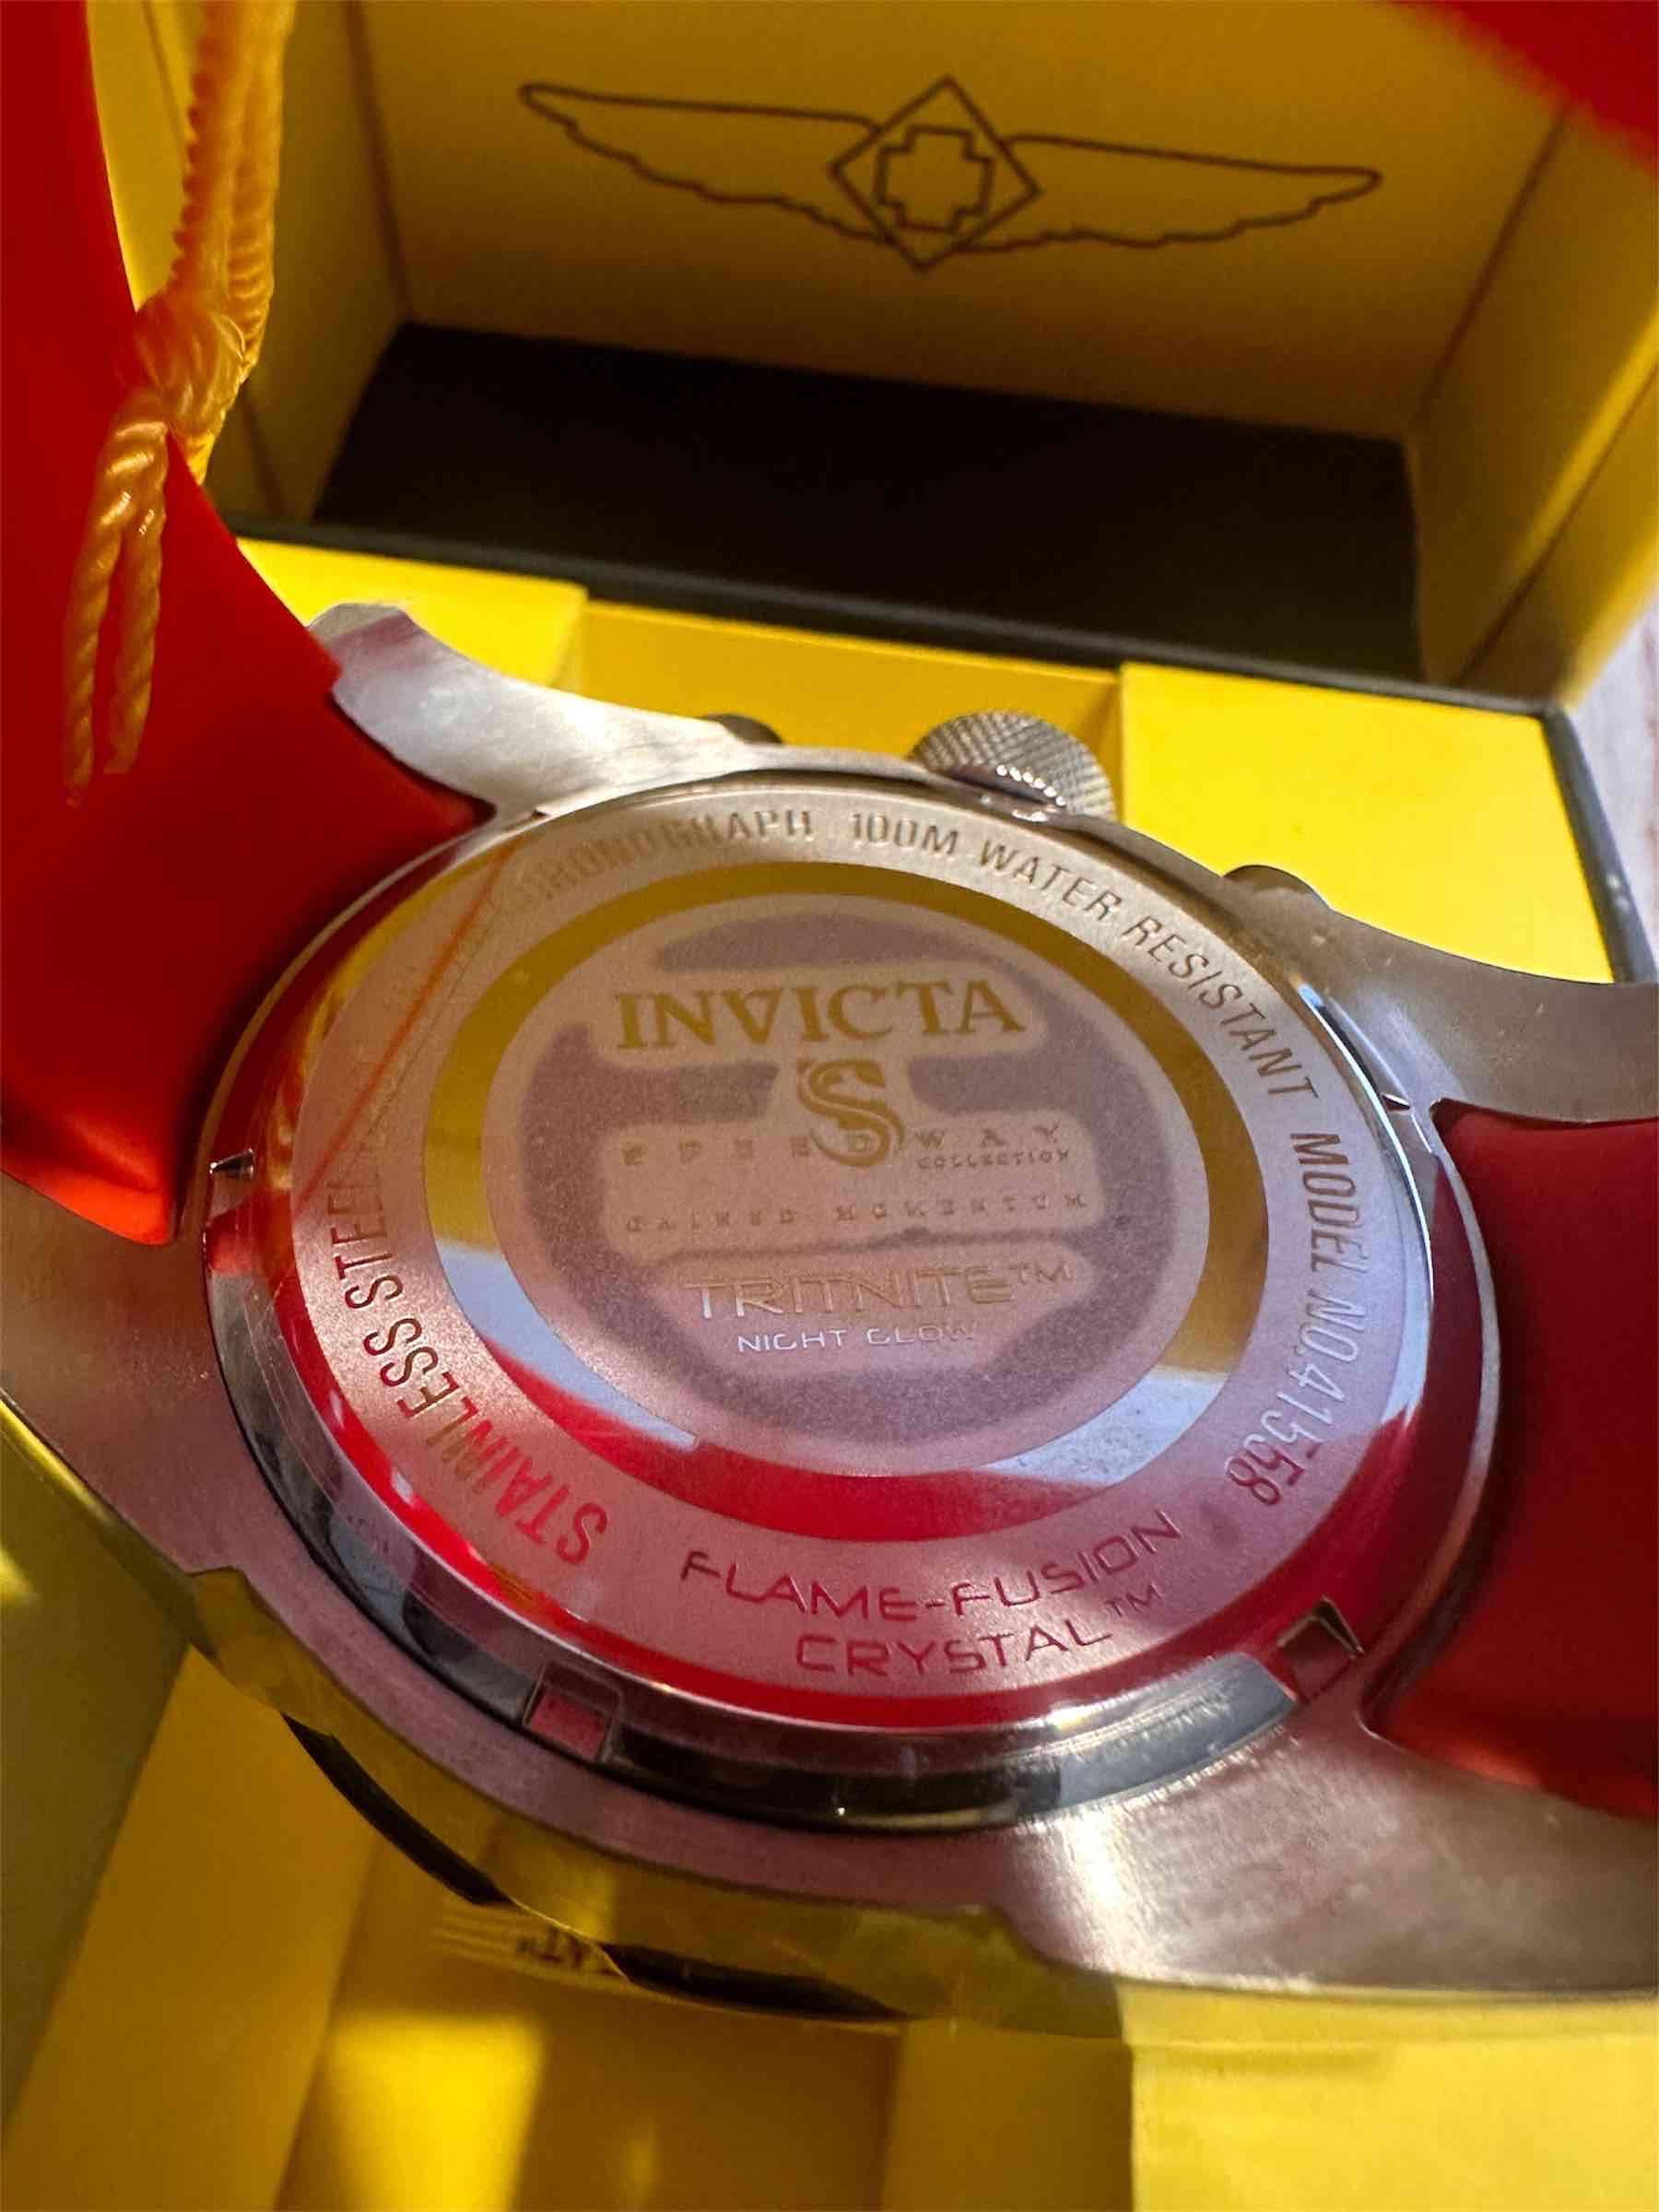 CHRONOGRAPH 100M WATER RESISTANT MODEL NO.41558
INVICTA
S
SPEEDWAY
COLLECTION
GAINED MOMENTUM
TRITNITE™
NIGHT GLOW
STAINLESS STEEL
FLAME-FUSION
CRYSTAL™